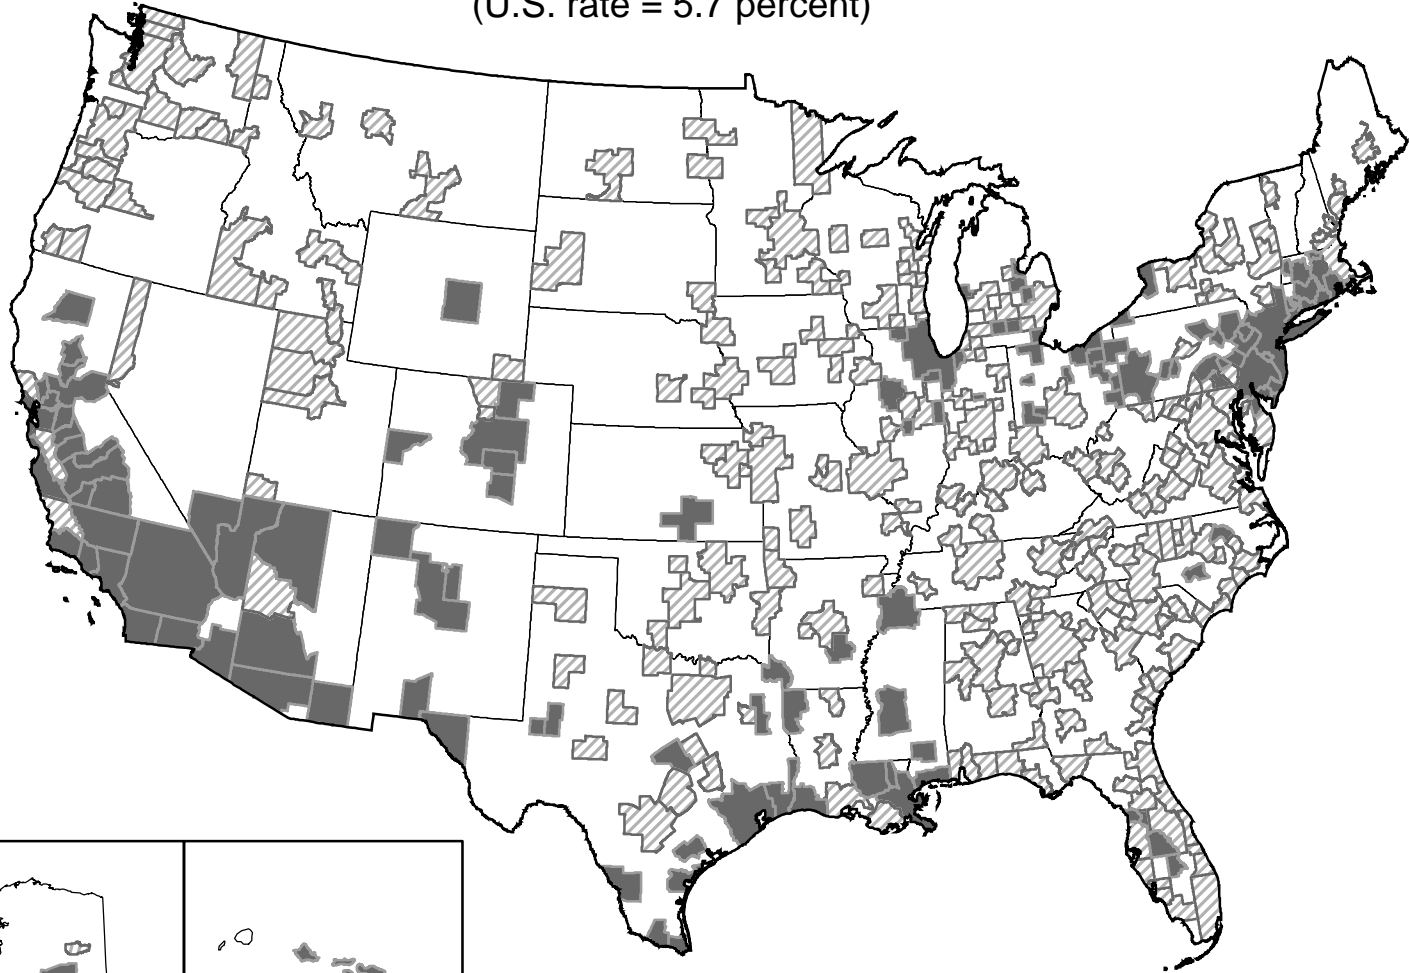 (U.S. rate = 5.7 percent)